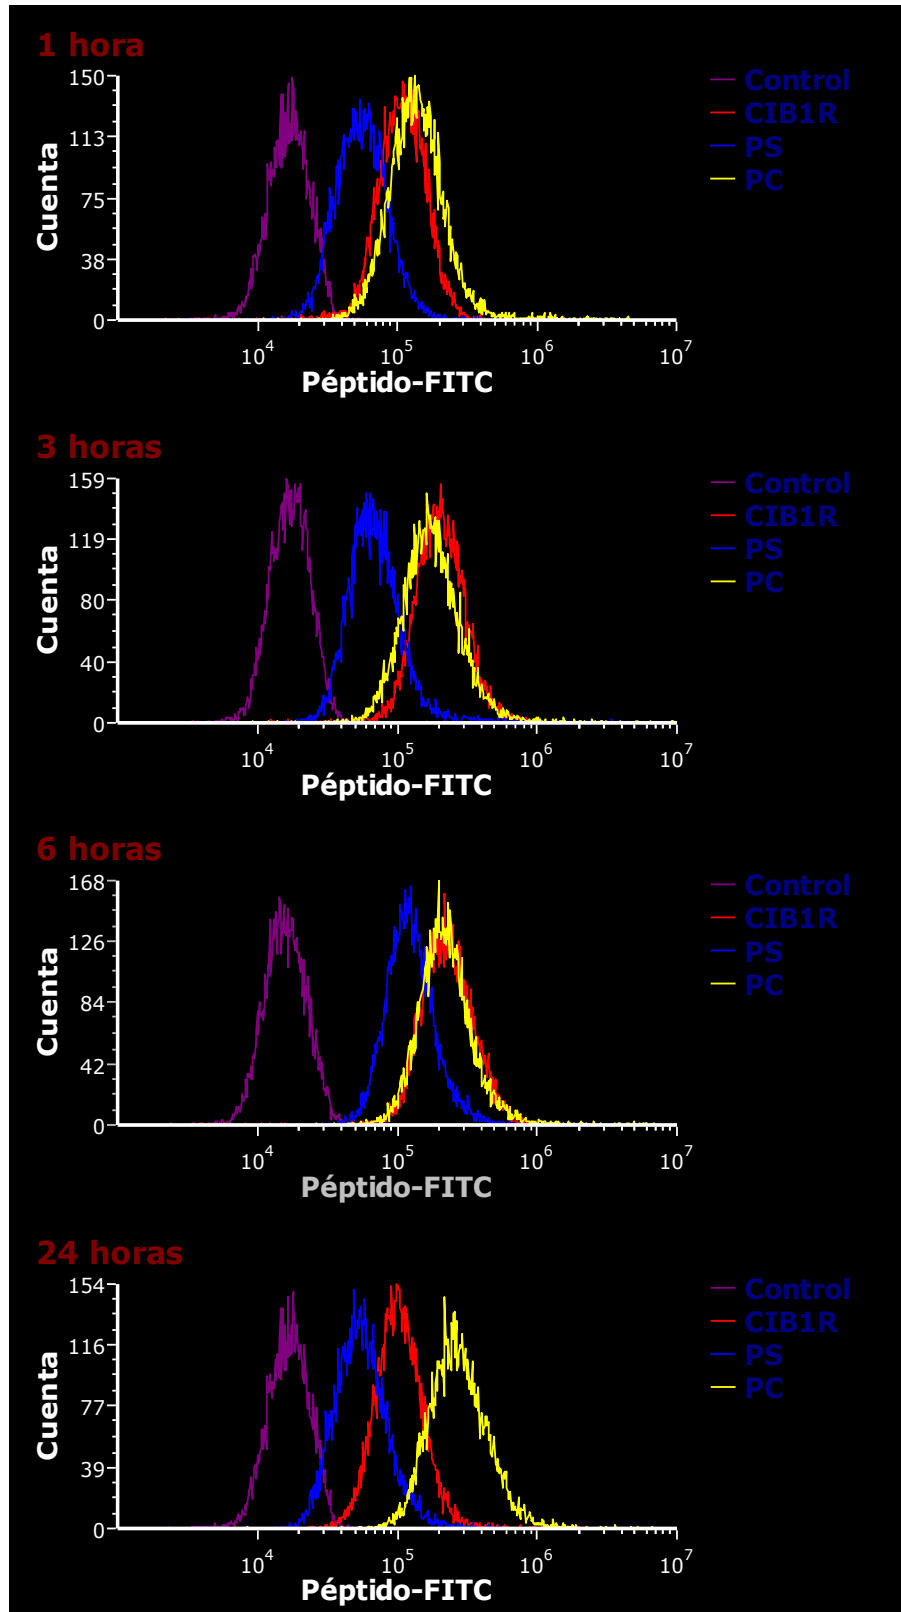 1 hora
150
113
75
38
0
Cuenta
10^4 10^5 10^6 10^7
Péptido-FITC
Control
CIB1R
PS
PC
3 horas
159
119
80
40
0
Cuenta
10^4 10^5 10^6 10^7
Péptido-FITC
Control
CIB1R
PS
PC
6 horas
168
126
84
42
0
Cuenta
10^4 10^5 10^6 10^7
Péptido-FITC
Control
CIB1R
PS
PC
24 horas
154
116
77
39
0
Cuenta
10^4 10^5 10^6 10^7
Péptido-FITC
Control
CIB1R
PS
PC